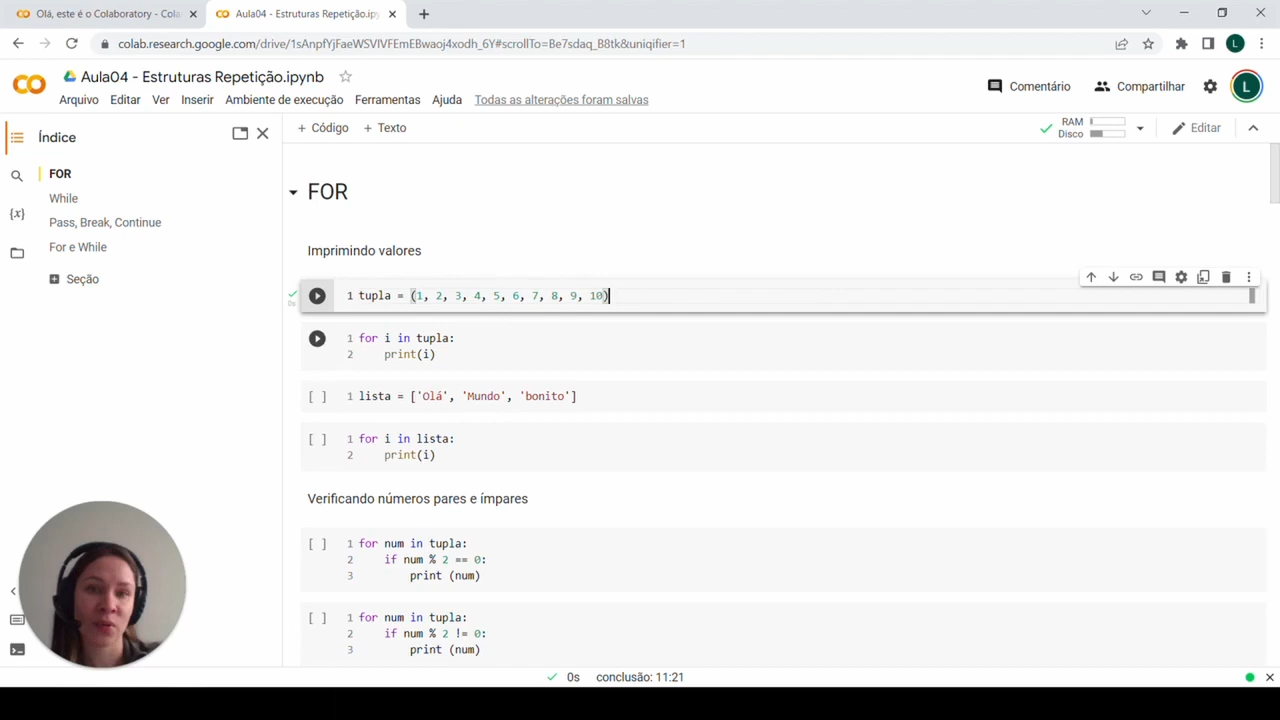 Olá, este é o Colaboratory - Cola
Aula04 - Estruturas Repetição.ipyn
colab.research.google.com/drive/1sAnpfYjFaeWSVIVFEmEBwaoj4xodh_6Y#scrollTo=Be7sdaq_B8tk&uniqifier=1
L
Aula04 - Estruturas Repetição.ipynb
Comentário
Compartilhar
L
Arquivo Editar Ver Inserir Ambiente de execução Ferramentas Ajuda Todas as alterações foram salvas
Índice
+ Código + Texto
RAM
Disco
Editar
FOR
While
Pass, Break, Continue
For e While
Seção
{x}
FOR
Imprimindo valores
0s
1 tupla = (1, 2, 3, 4, 5, 6, 7, 8, 9, 10)
1 for i in tupla:
2 print(i)
[ ] 1 lista = ['Olá', 'Mundo', 'bonito']
[ ] 1 for i in lista:
2 print(i)
Verificando números pares e ímpares
[ ] 1 for num in tupla:
2 if num % 2 == 0:
3 print (num)
[ ] 1 for num in tupla:
2 if num % 2 != 0:
3 print (num)
0s conclusão: 11:21